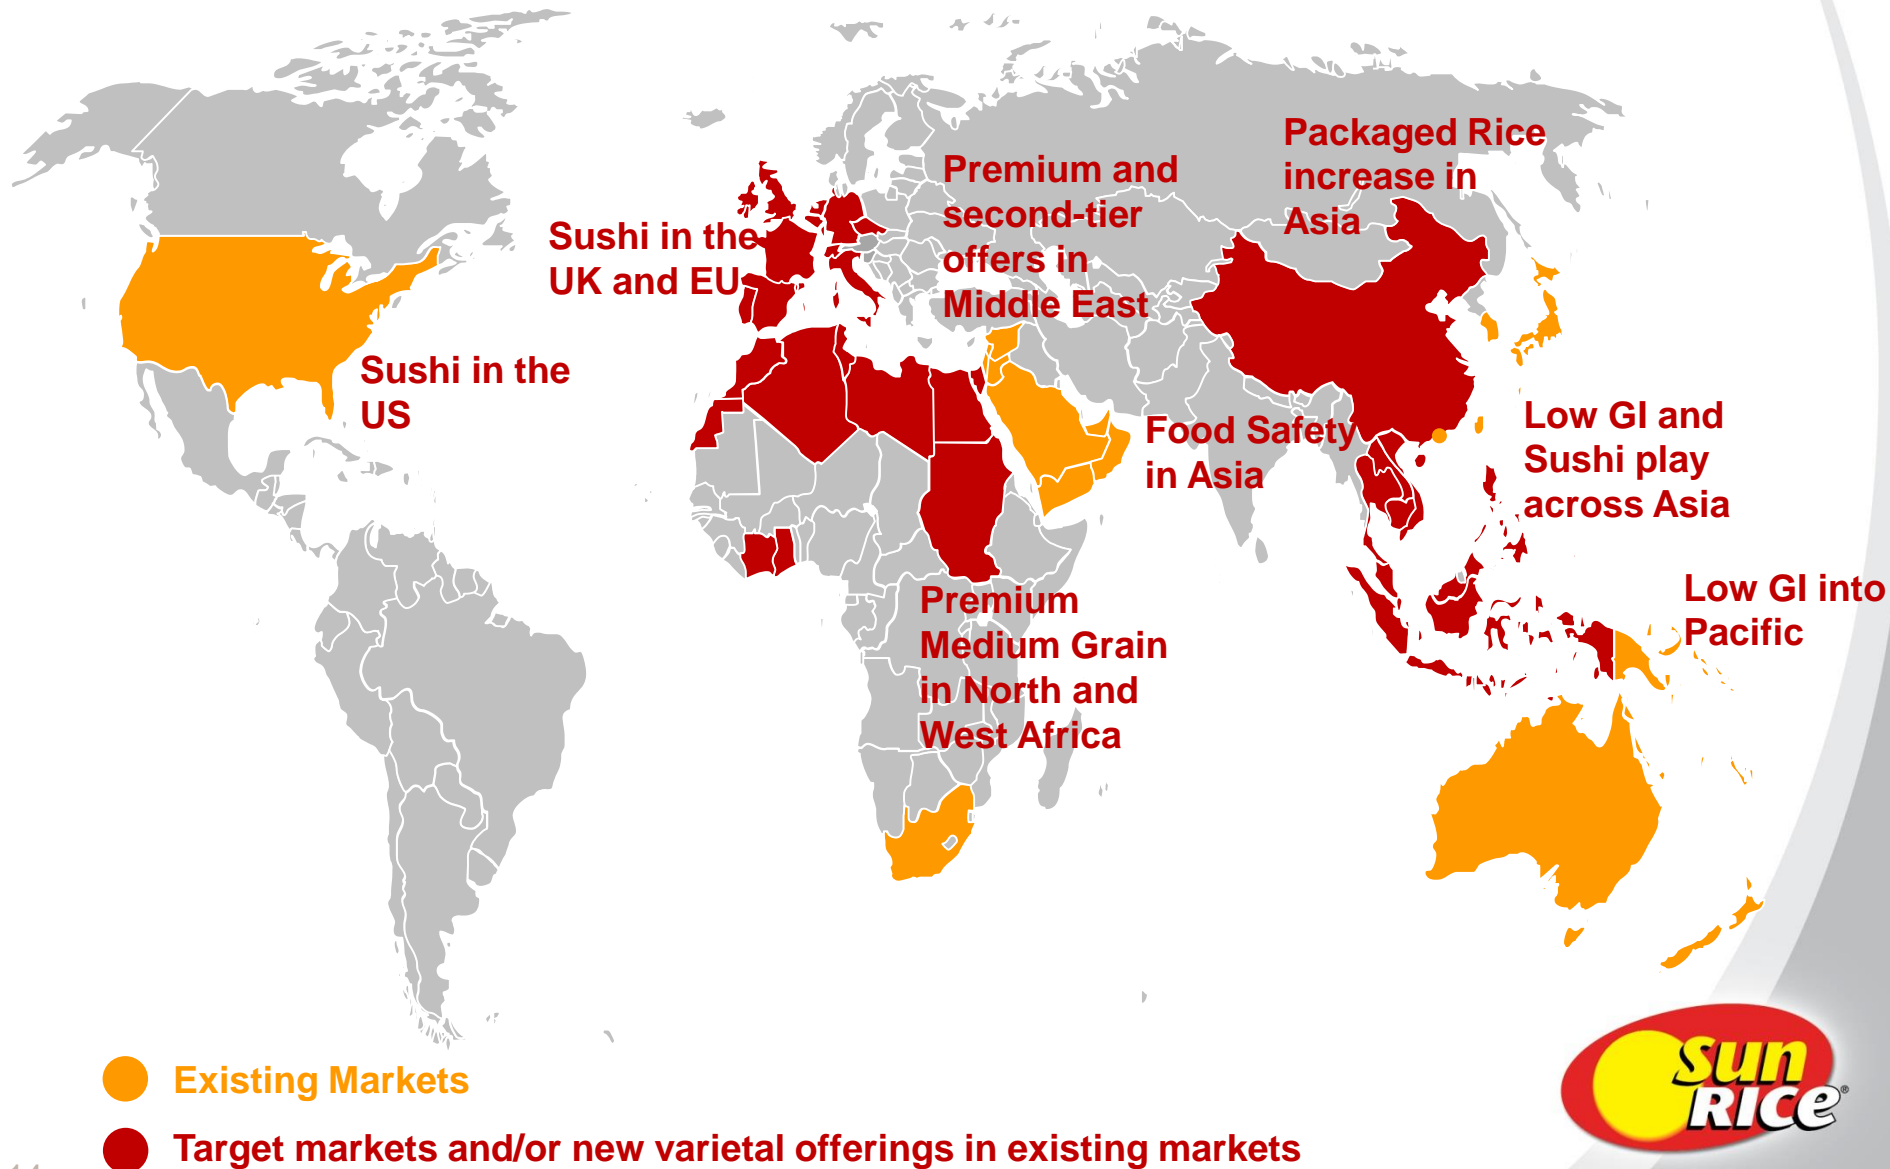 Packaged Rice
increase in
Asia
Premium and
second-tier
offers in
Middle East
Sushi in the
UK and EU
Sushi in the
US
Food Safety
in Asia
Low GI and
Sushi play
across Asia
Low GI into
Pacific
Premium
Medium Grain
in North and
West Africa
Existing Markets
Target markets and/or new varietal offerings in existing markets
Sun
Rice®